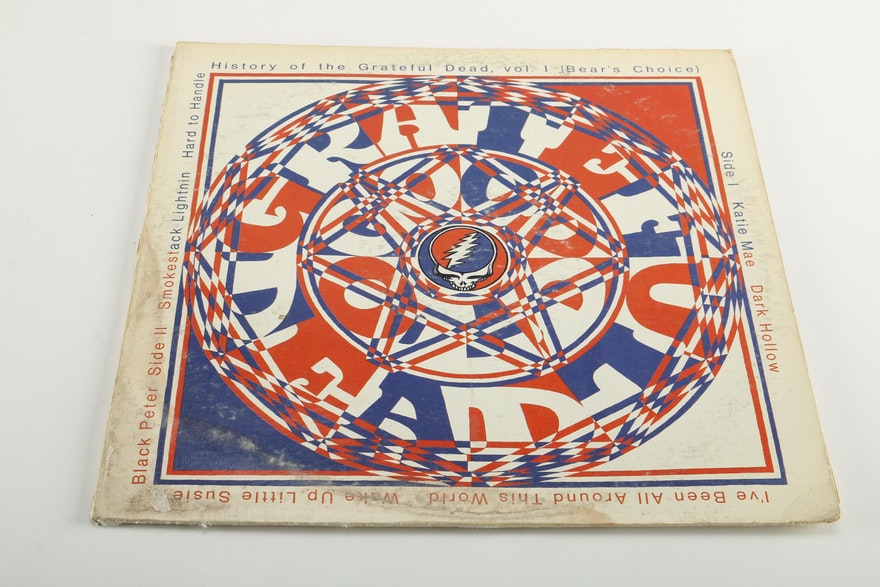 History of the Grateful Dead, vol. I (Bear's Choice)
Side I Katie Mae Dark Hollow
I've Been All Around This World Wake Up Little Susie
Black Peter Side II Smokestack Lightnin Hard to Handle
GRATEFUL
DEAD